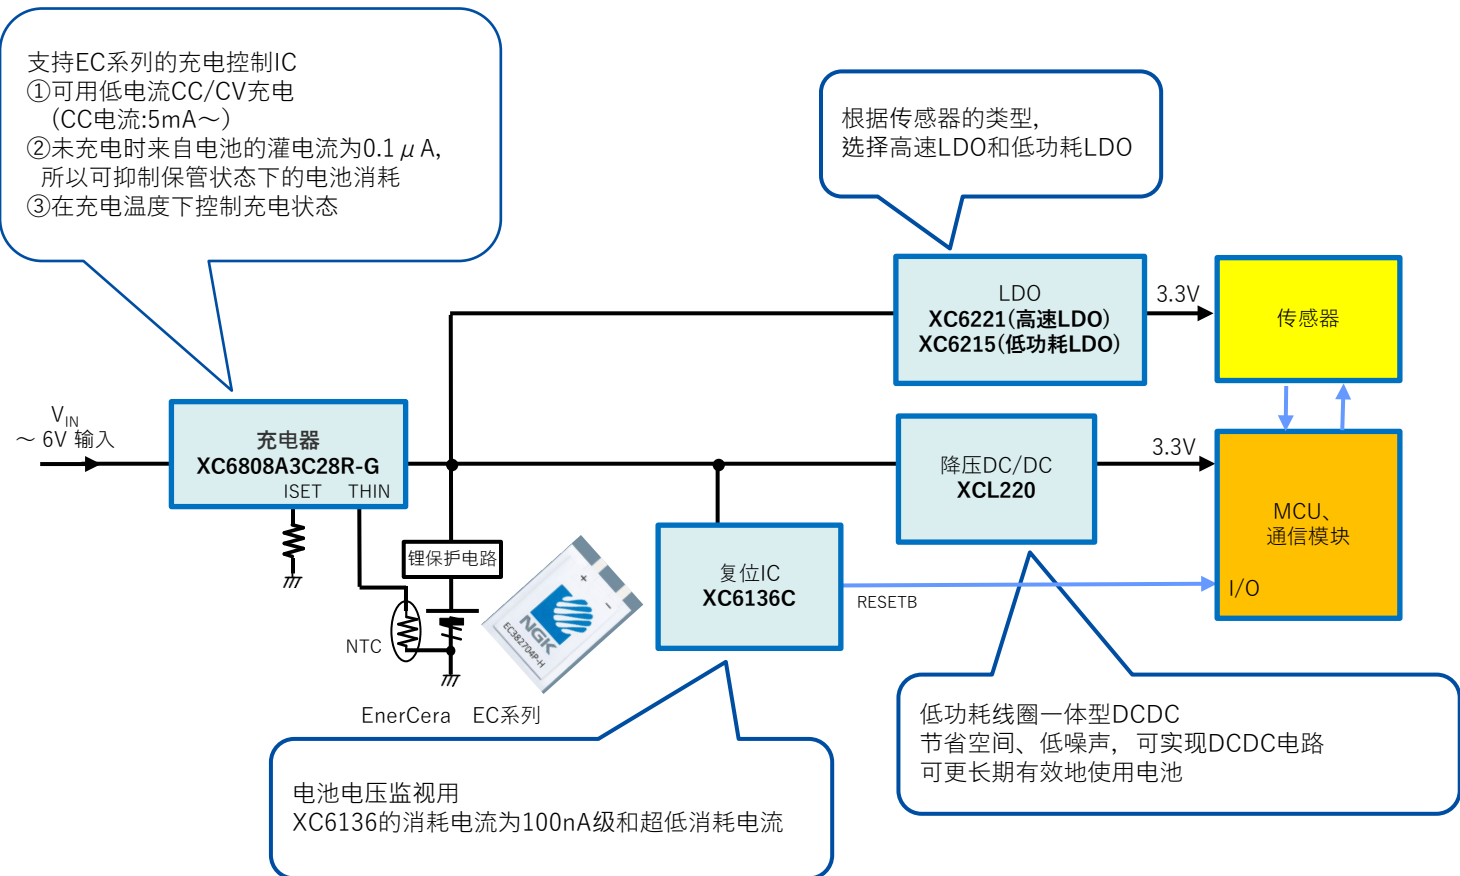 支持EC系列的充电控制IC
①可用低电流CC/CV充电
(CC电流:5mA～)
②未充电时来自电池的灌电流为0.1μA,
所以可抑制保管状态下的电池消耗
③在充电温度下控制充电状态
根据传感器的类型,
选择高速LDO和低功耗LDO
LDO
XC6221(高速LDO)
XC6215(低功耗LDO)
3.3V
传感器
VIN
～ 6V 输入
充电器
XC6808A3C28R-G
ISET THIN
降压DC/DC
XCL220
3.3V
MCU、
通信模块
I/O
锂保护电路
复位IC
XC6136C
RESETB
NTC
+
-
NGK
EC382704P-H
EnerCera EC系列
低功耗线圈一体型DCDC
节省空间、低噪声，可实现DCDC电路
可更长期有效地使用电池
电池电压监视用
XC6136的消耗电流为100nA级和超低消耗电流